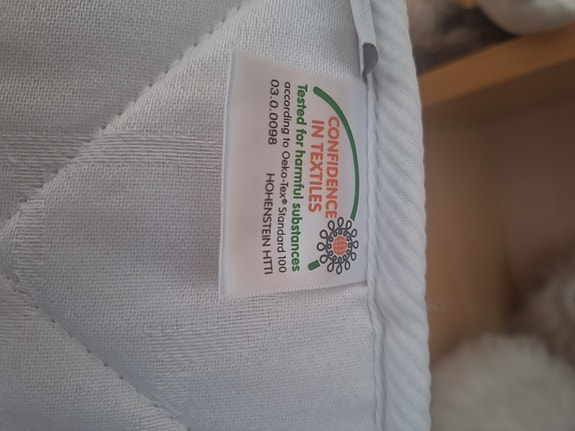 CONFIDENCE
IN TEXTILES
Tested for harmful substances
according to Oeko-Tex® Standard 100
03.0.0098 HOHENSTEIN HTTI